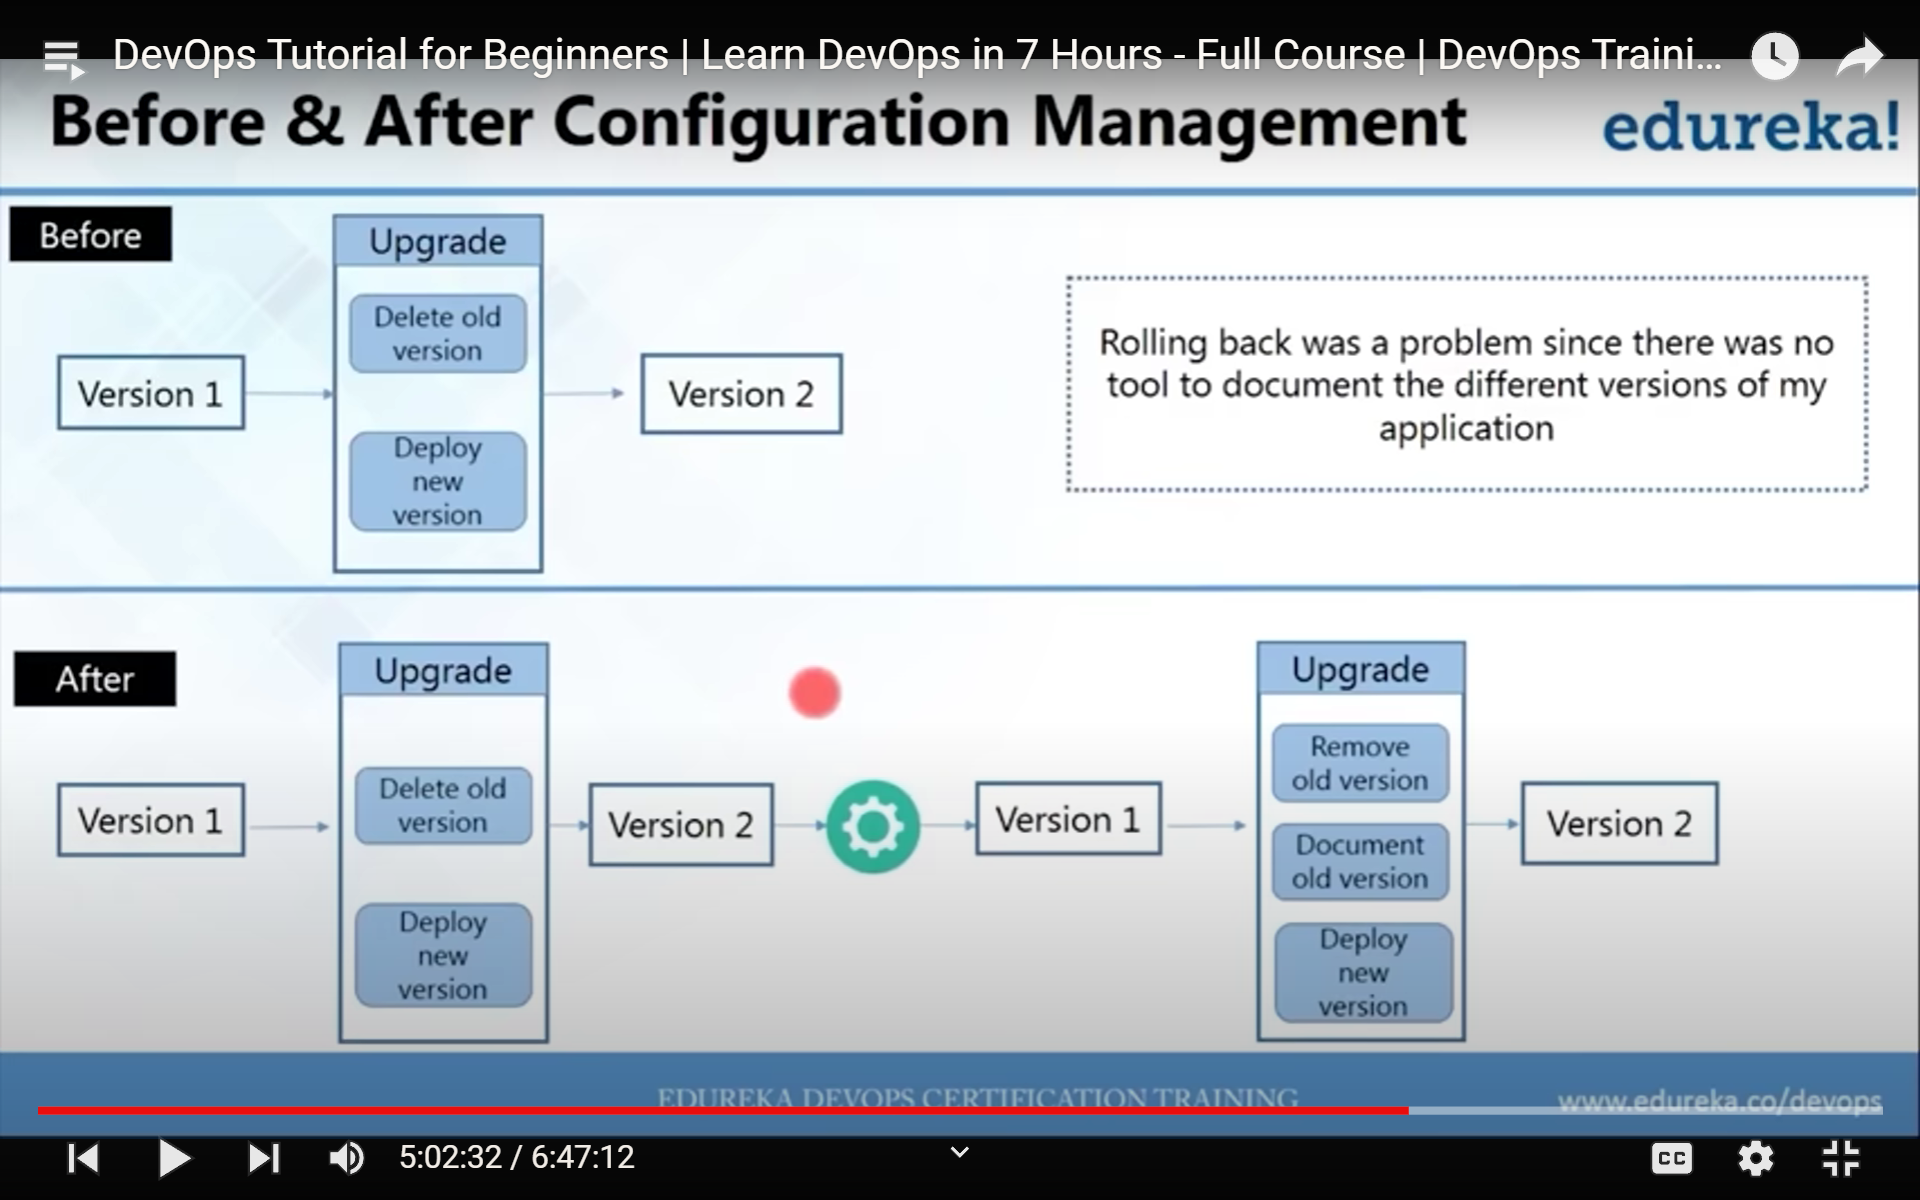 DevOps Tutorial for Beginners | Learn DevOps in 7 Hours - Full Course | DevOps Traini...
Before & After Configuration Management
edureka!
Before
Upgrade
Delete old
version
Deploy
new
version
Version 1
Version 2
Rolling back was a problem since there was no
tool to document the different versions of my
application
After
Version 1
Upgrade
Delete old
version
Deploy
new
version
Version 2
Version 1
Upgrade
Remove
old version
Document
old version
Deploy
new
version
Version 2
EDUREKA DEVOPS CERTIFICATION TRAINING
www.edureka.co/devops
5:02:32 / 6:47:12
CC